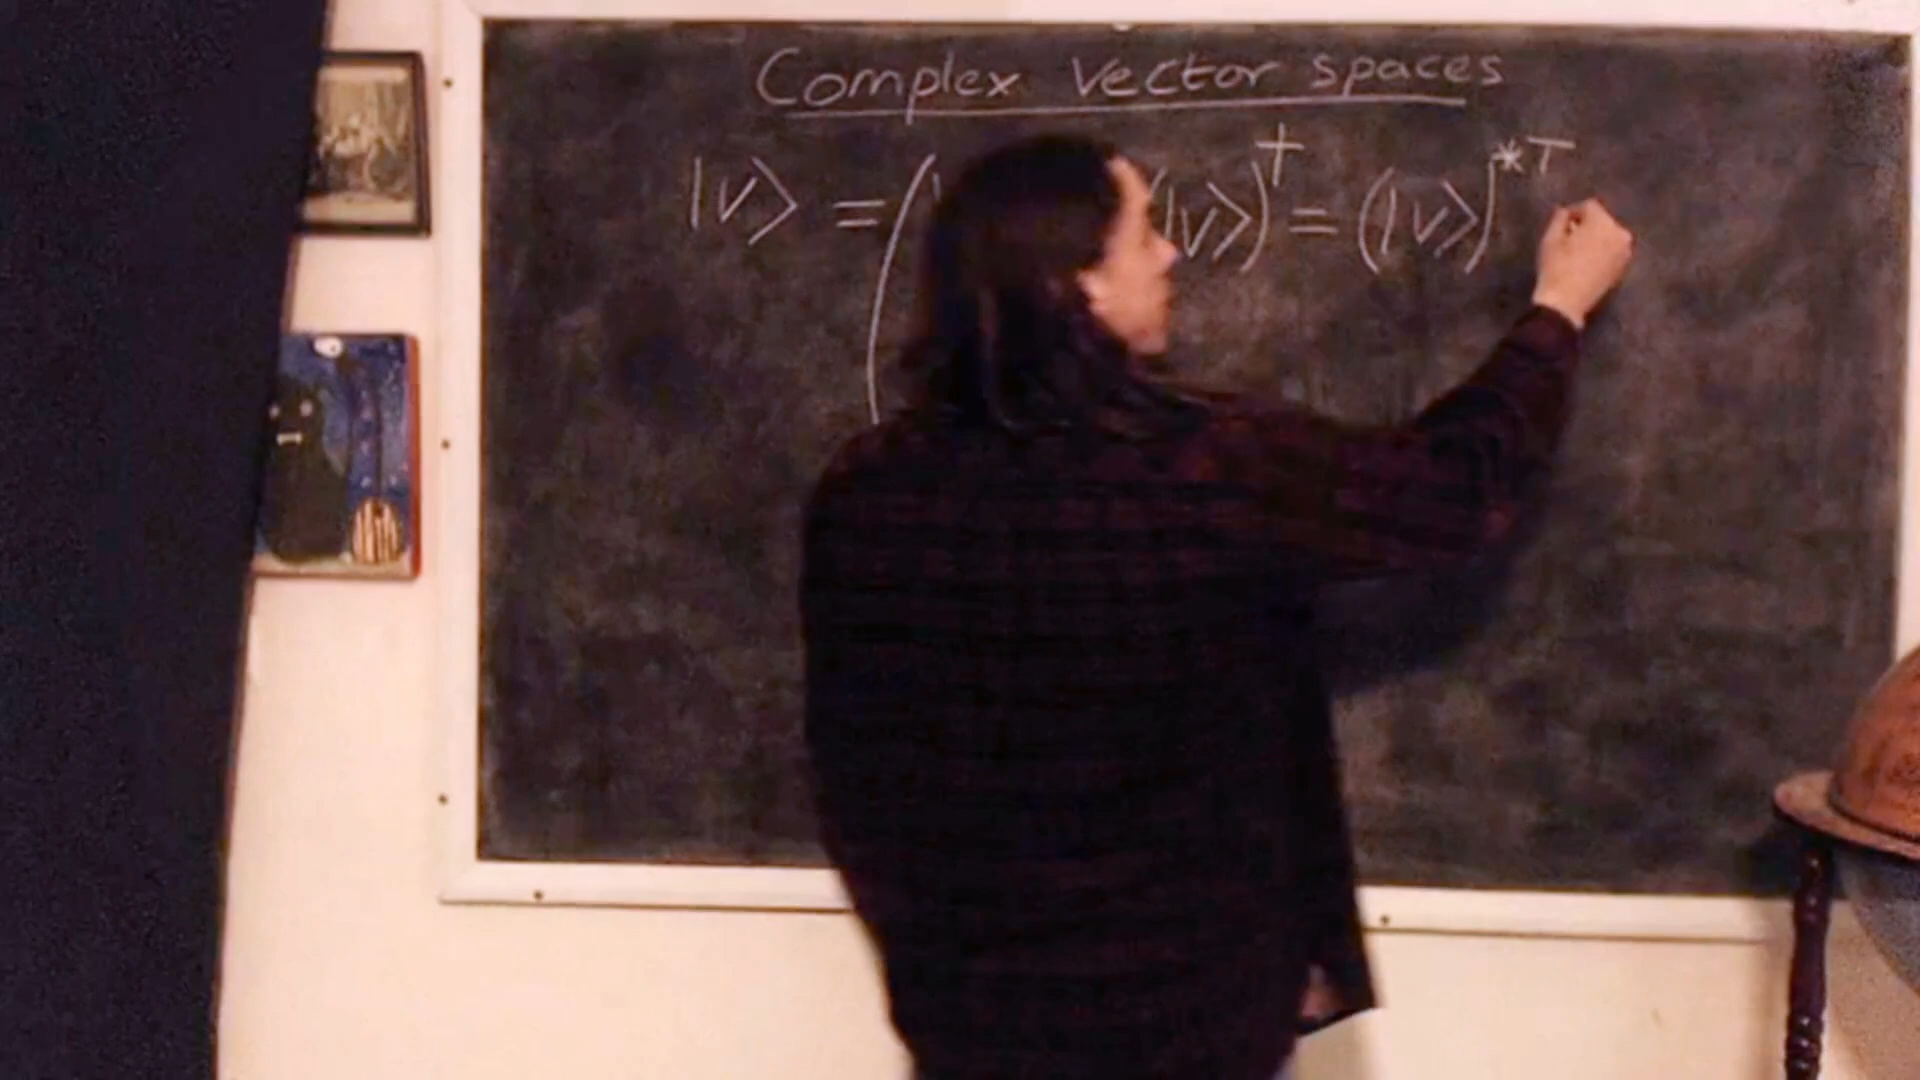 Complex vector spaces
|v⟩ = ( |v⟩)† = (|v⟩)*T